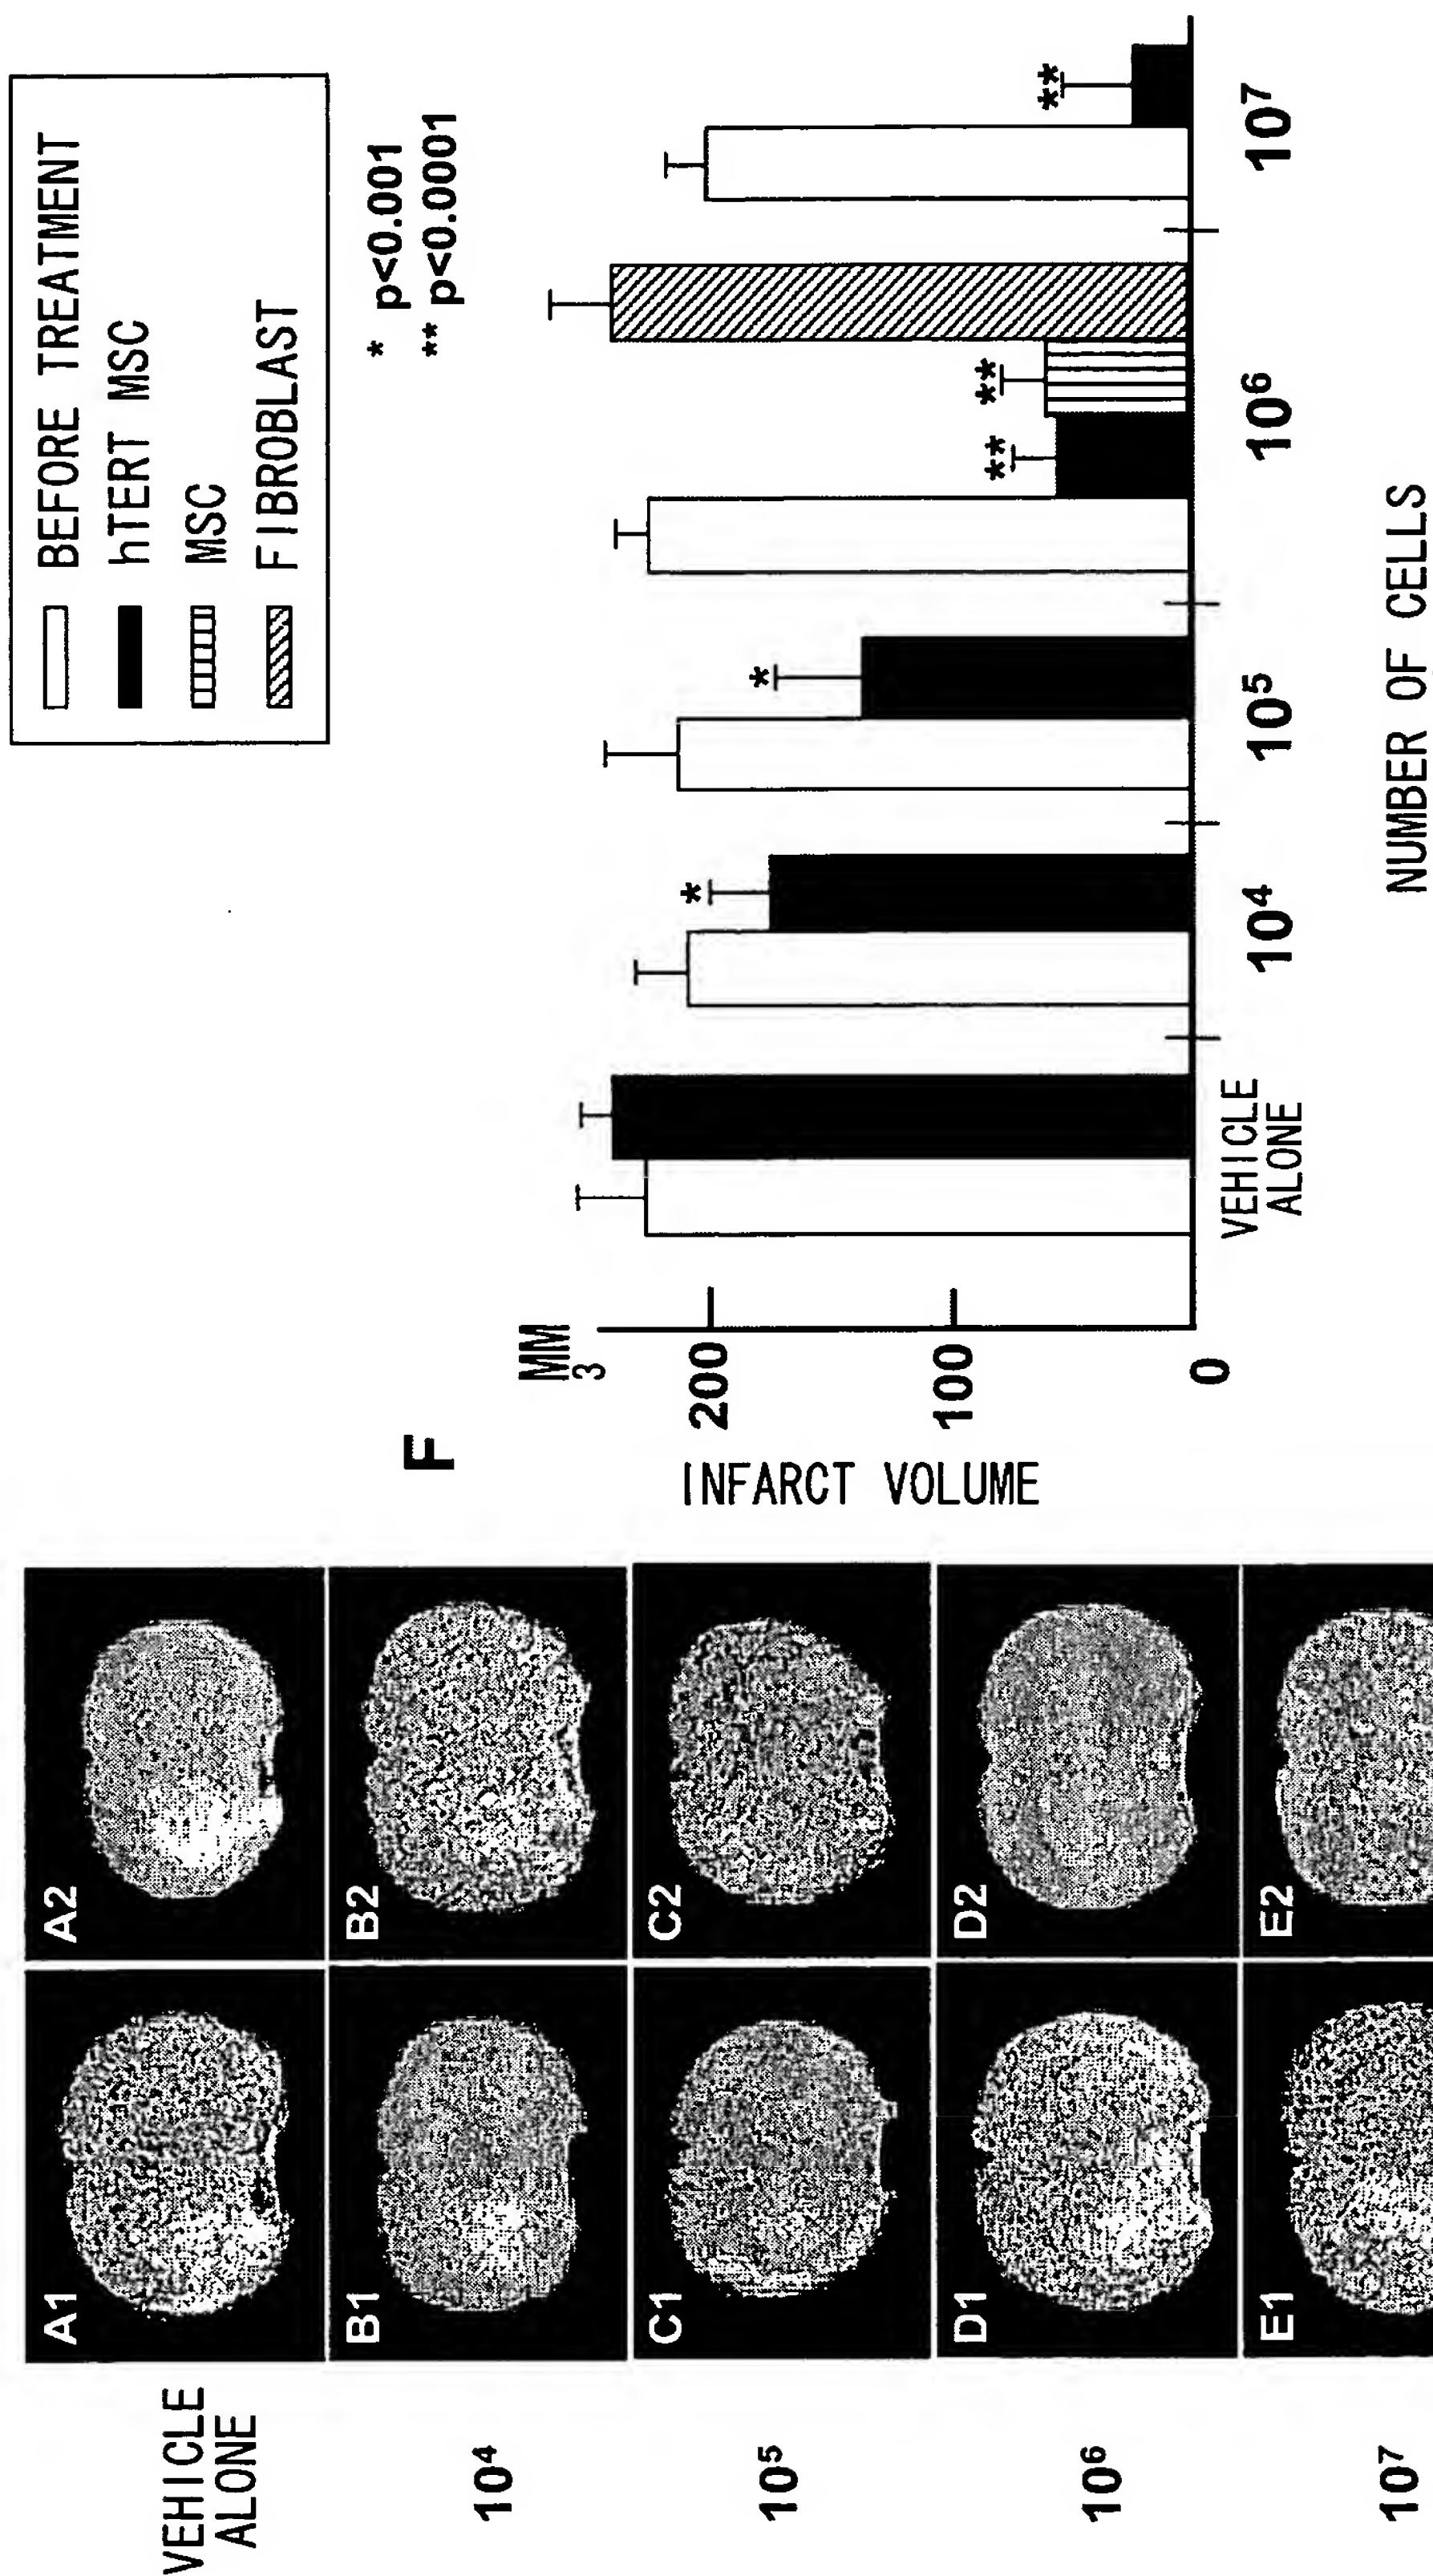 VEHICLE
ALONE
10⁴
10⁵
10⁶
10⁷
A1
A2
B1
B2
C1
C2
D1
D2
E1
E2
F
BEFORE TREATMENT
hTERT MSC
MSC
FIBROBLAST
* p<0.001
** p<0.0001
MM
3
200
100
0
INFARCT VOLUME
*
*
**
**
**
VEHICLE
ALONE
10⁴
10⁵
10⁶
10⁷
NUMBER OF CELLS